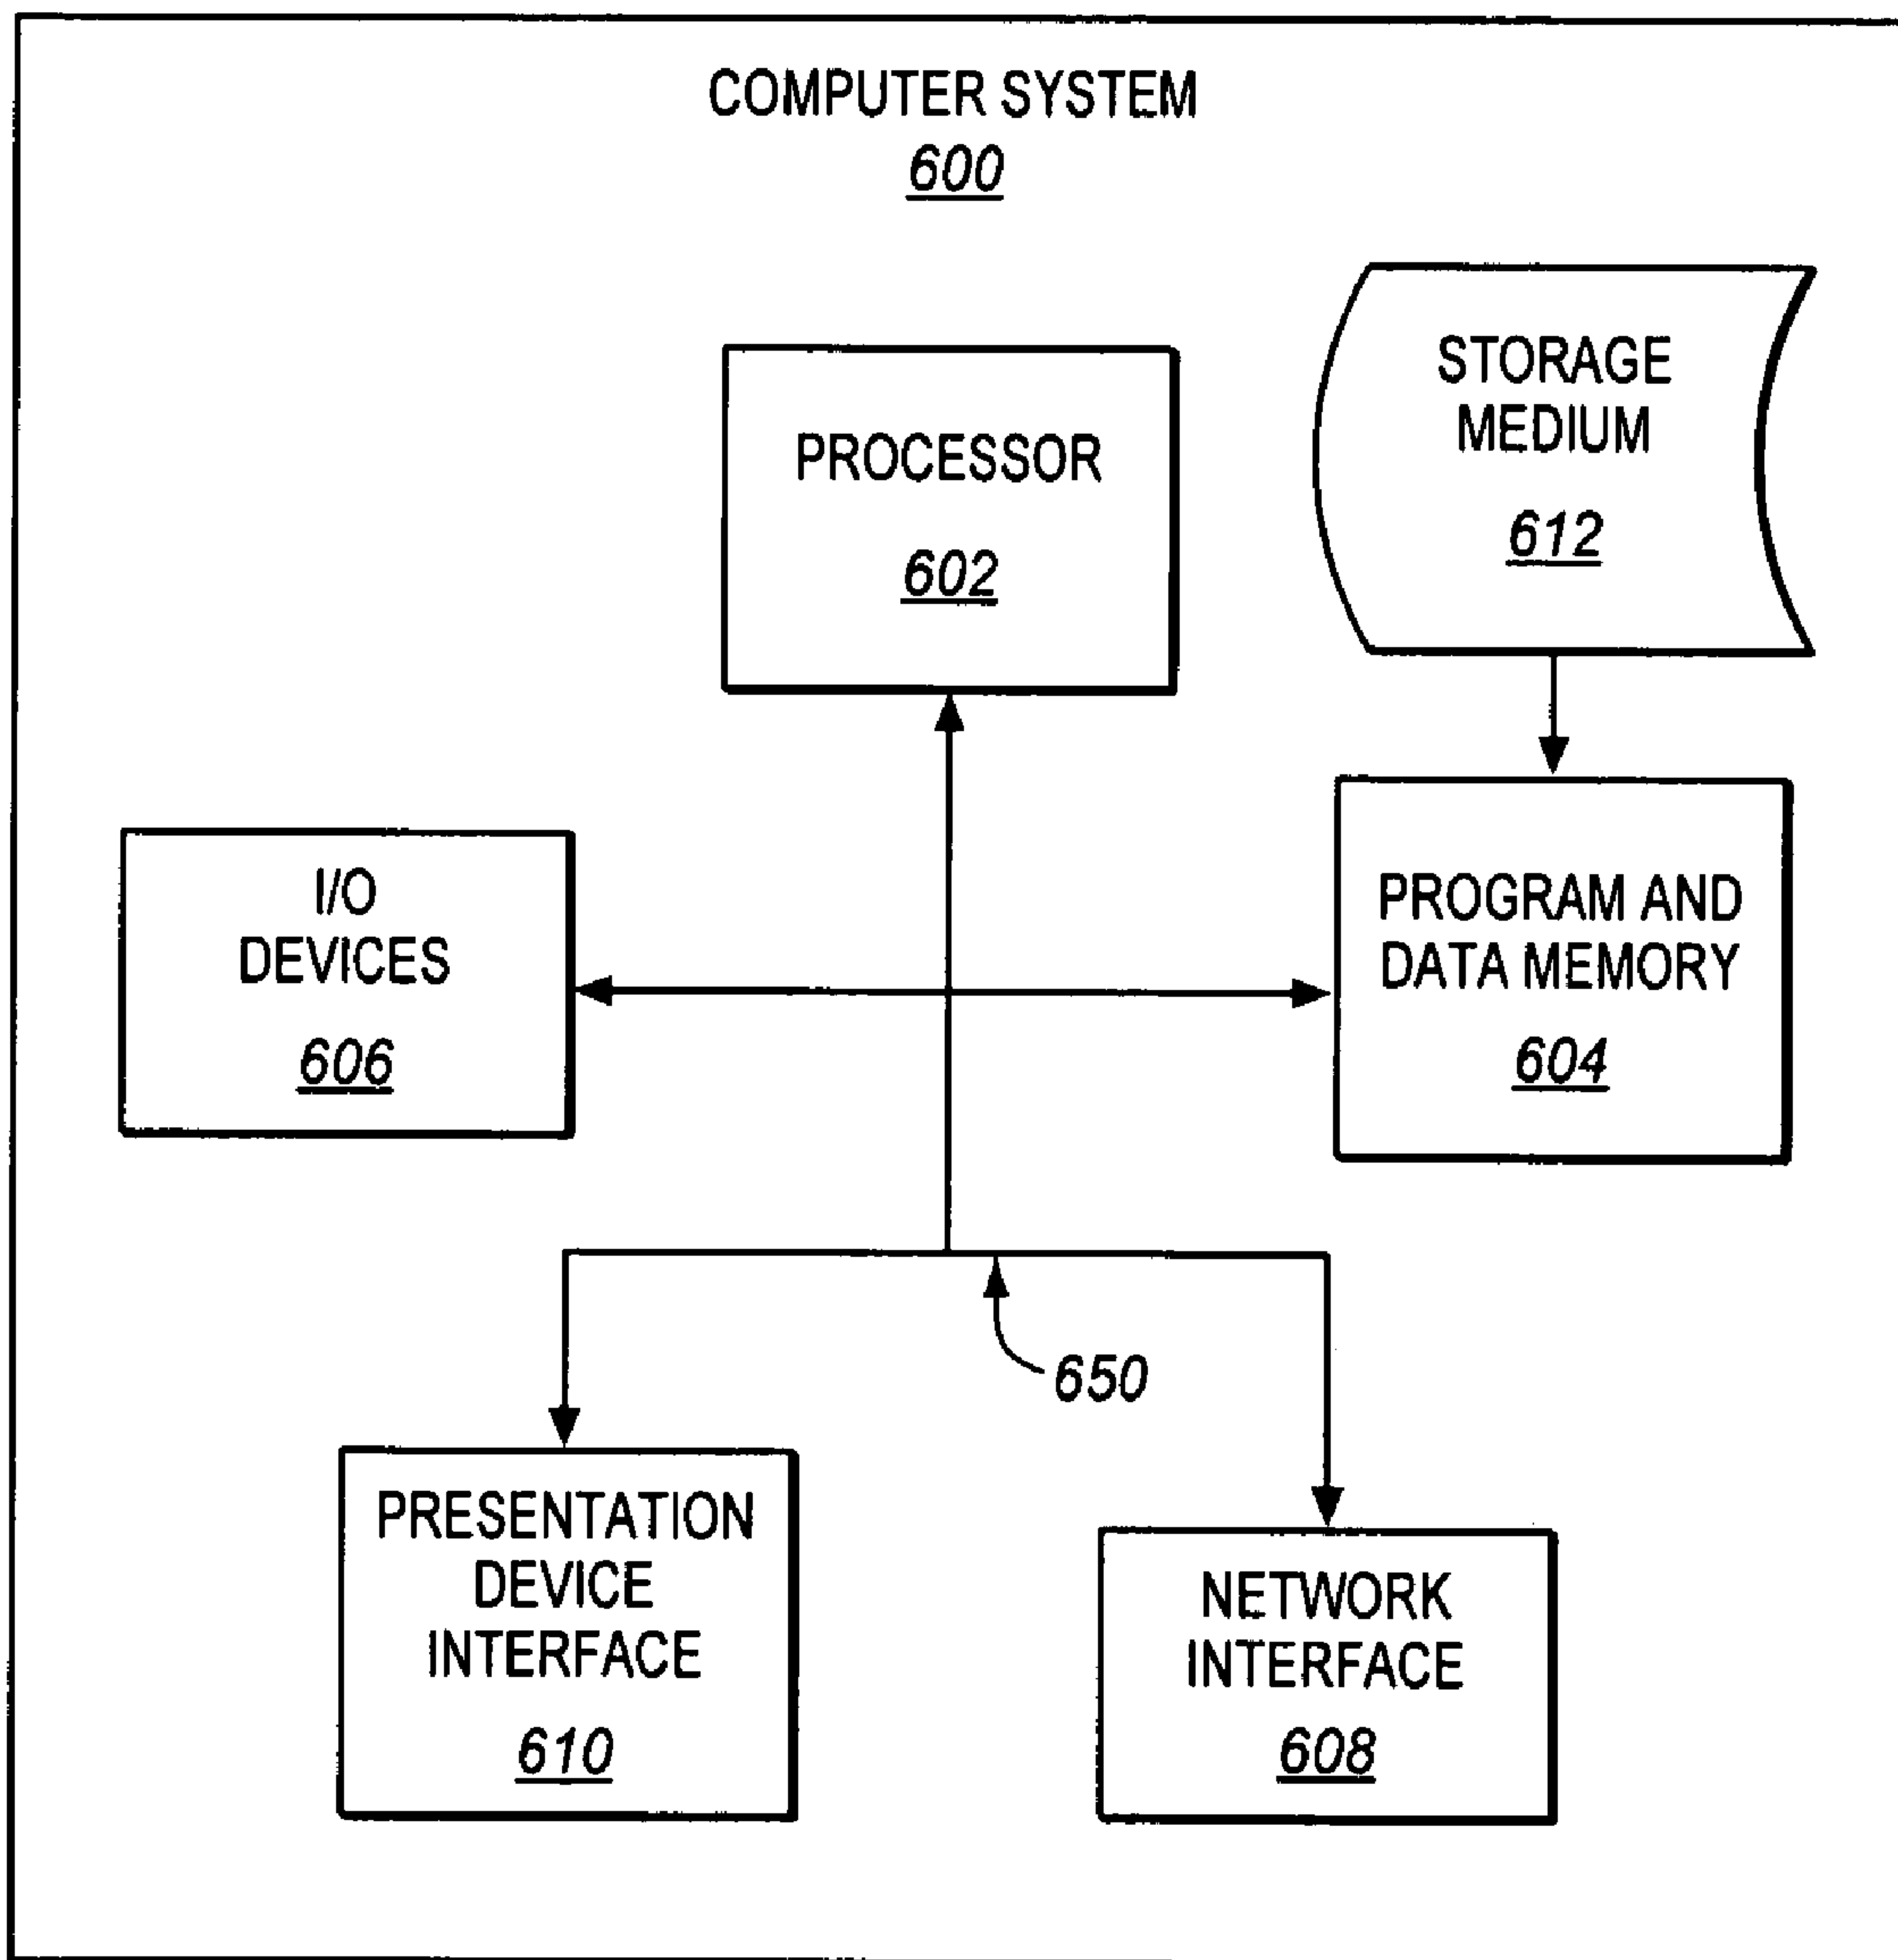 COMPUTER SYSTEM
600
STORAGE
MEDIUM
612
PROCESSOR
602
I/O
DEVICES
606
PROGRAM AND
DATA MEMORY
604
650
PRESENTATION
DEVICE
INTERFACE
610
NETWORK
INTERFACE
608